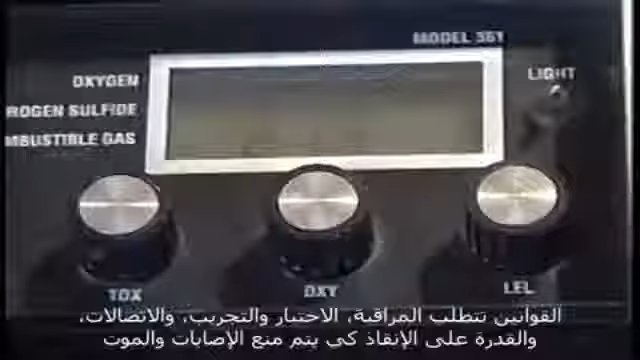 MODEL 361
OXYGEN
ROGEN SULFIDE
MBUSTIBLE GAS
LIGHT
TOX
OXY
LEL
القوانين تتطلب المراقبة، الاختبار والتجريب، والاتصالات،
والقدرة على الإنقاذ كي يتم منع الإصابات والموت